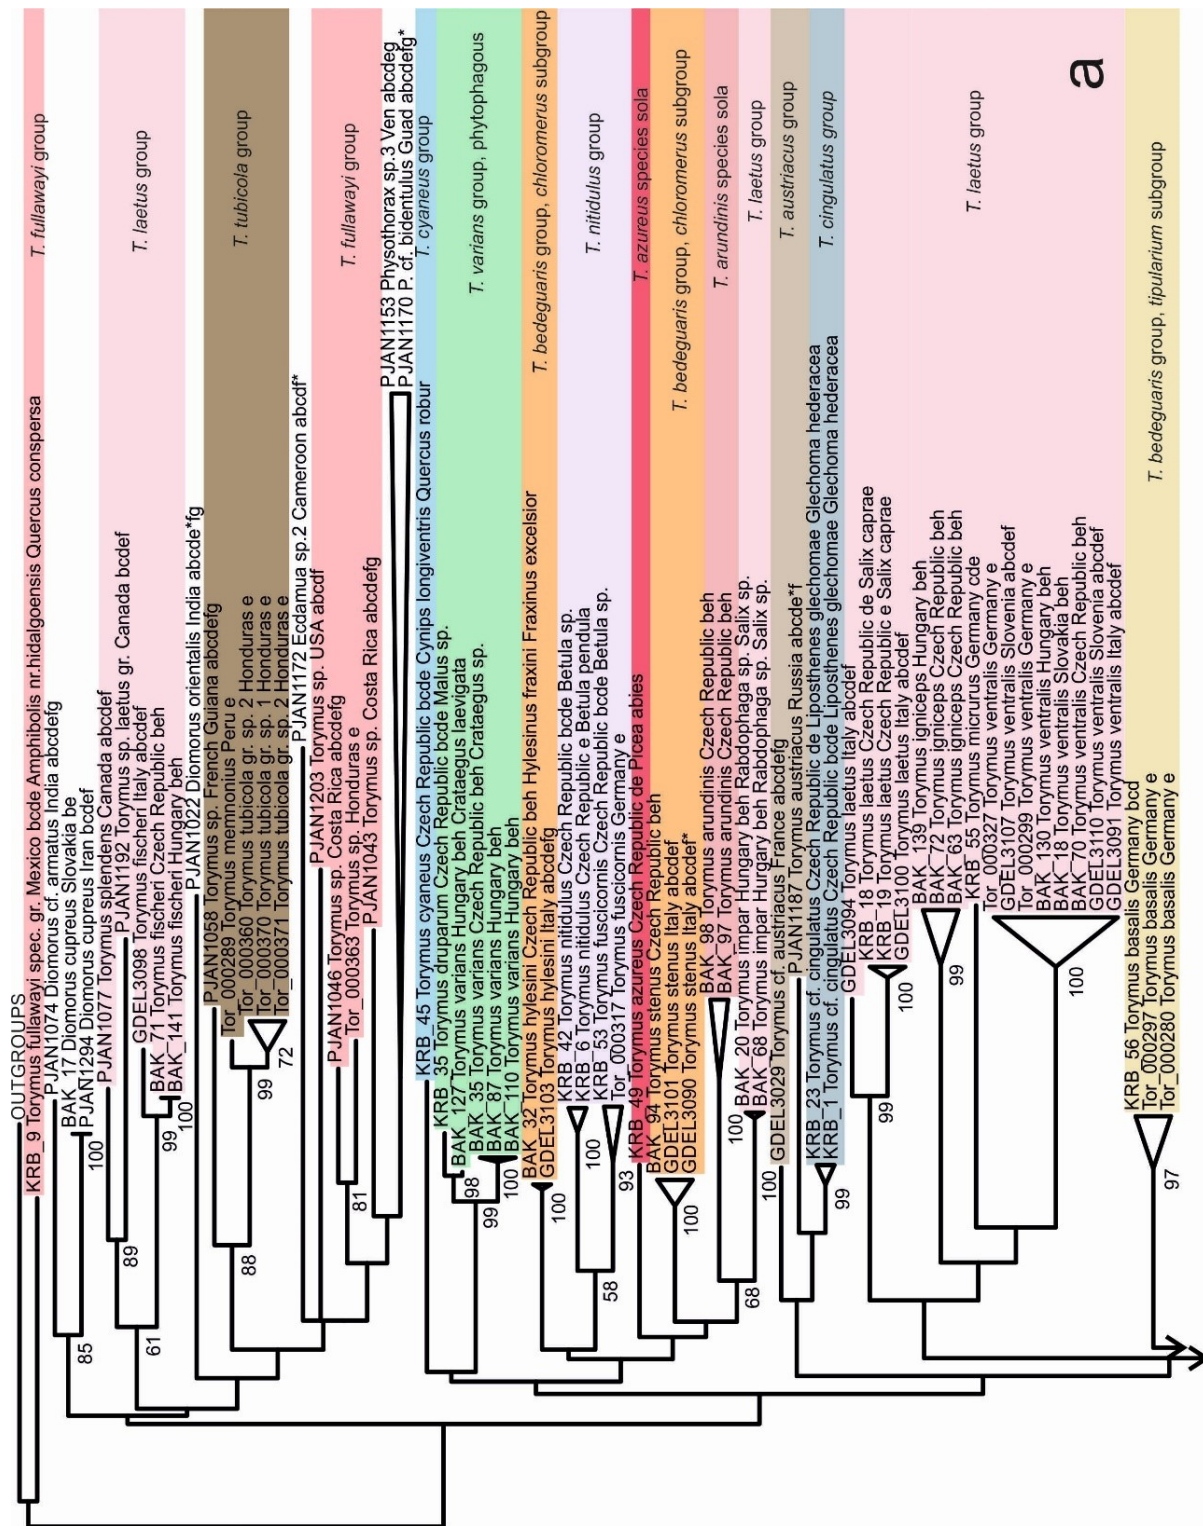 OUTGROUPS
KRB_9 Torymus fullawayi spec. gr. Mexico bcde Amphibolis nr.hidalgoensis Quercus conspersa
T. fullawayi group
PJAN1074 Diomorus cf. armatus India abcdefg
BAK_17 Diomorus cupreus Slovakia be
PJAN1294 Diomorus cupreus Iran bcdef
100
85
PJAN1077 Torymus splendens Canada abcdef
PJAN1192 Torymus sp. laetus gr. Canada bcdef
89
GDEL3098 Torymus fischeri Italy abcdef
BAK_71 Torymus fischeri Czech Republic beh
BAK_141 Torymus fischeri Hungary beh
99
100
61
T. laetus group
PJAN1022 Diomorus orientalis India abcde*fg
PJAN1058 Torymus sp. French Guiana abcdefg
Tor_000289 Torymus memnonius Peru e
Tor_000360 Torymus tubicola gr. sp. 2 Honduras e
Tor_000370 Torymus tubicola gr. sp. 1 Honduras e
Tor_000371 Torymus tubicola gr. sp. 2 Honduras e
88
99
72
T. tubicola group
PJAN1172 Ecdamua sp.2 Cameroon abcdf*
PJAN1203 Torymus sp. USA abcdf
PJAN1046 Torymus sp. Costa Rica abcdefg
Tor_000363 Torymus sp. Honduras e
PJAN1043 Torymus sp. Costa Rica abcdefg
81
T. fullawayi group
PJAN1153 Physothorax sp.3 Ven abcdeg
PJAN1170 P. cf. bidentulus Guad abcdefg*
KRB_45 Torymus cyaneus Czech Republic bcde Cynips longiventris Quercus robur
T. cyaneus group
KRB_35 Torymus druparum Czech Republic bcde Malus sp.
BAK_127 Torymus varians Hungary beh Crataegus laevigata
BAK_35 Torymus varians Czech Republic beh Crataegus sp.
BAK_87 Torymus varians Hungary beh
BAK_110 Torymus varians Hungary beh
98
99
100
T. varians group, phytophagous
BAK_32 Tomus hylesini Czech Republic beh Hylesinus fraxini Fraxinus excelsior
GDEL3103 Torymus hylesini Italy abcdefg
100
T. bedeguaris group, chloromerus subgroup
KRB_42 Torymus nitidulus Czech Republic bcde Betula sp.
KRB_6 Torymus nitidulus Czech Republic e Betula pendula
KRB_53 Torymus fuscicornis Czech Republic bcde Betula sp.
Tor_000317 Torymus fuscicornis Germany e
100
58
93
T. nitidulus group
KRB_49 Torymus azureus Czech Republic de Picea abies
T. azureus species sola
BAK_94 Torymus stenus Czech Republic beh
GDEL3101 Torymus stenus Italy abcdef
GDEL3090 Torymus stenus Italy abcdef*
100
T. bedeguaris group, chloromerus subgroup
BAK_98 Torymus arundinis Czech Republic beh
BAK_97 Torymus arundinis Czech Republic beh
100
T. arundinis species sola
BAK_20 Torymus impar Hungary beh Rabdophaga sp. Salix sp.
BAK_68 Torymus impar Hungary beh Rabdophaga sp. Salix sp.
68
100
T. laetus group
GDEL3029 Torymus cf. austriacus France abcdefg
PJAN1187 Torymus austriacus Russia abcde*f
T. austriacus group
KRB_23 Torymus cf. cingulatus Czech Republic de Liposthenes glechomae Glechoma hederacea
KRB_1 Torymus cf. cingulatus Czech Republic bcde Liposthenes glechomae Glechoma hederacea
99
T. cingulatus group
GDEL3094 Torymus laetus Italy abcdef
KRB_18 Torymus laetus Czech Republic de Salix caprae
KRB_19 Torymus laetus Czech Republic e Salix caprae
GDEL3100 Torymus laetus Italy abcdef
99
100
BAK_139 Torymus igniceps Hungary beh
BAK_72 Torymus igniceps Czech Republic beh
BAK_63 Torymus igniceps Czech Republic beh
99
KRB_55 Torymus micrurus Germany cde
Tor_000327 Torymus ventralis Germany e
GDEL3107 Torymus ventralis Slovenia abcdef
Tor_000299 Torymus ventralis Germany e
BAK_130 Torymus ventralis Hungary beh
BAK_18 Torymus ventralis Slovakia beh
BAK_70 Torymus ventralis Czech Republic beh
GDEL3110 Torymus ventralis Slovenia abcdef
GDEL3091 Torymus ventralis Italy abcdef
100
T. laetus group
a
KRB_56 Torymus basalis Germany bcd
Tor_000297 Torymus basalis Germany e
Tor_000280 Torymus basalis Germany e
97
T. bedeguaris group, tipularium subgroup